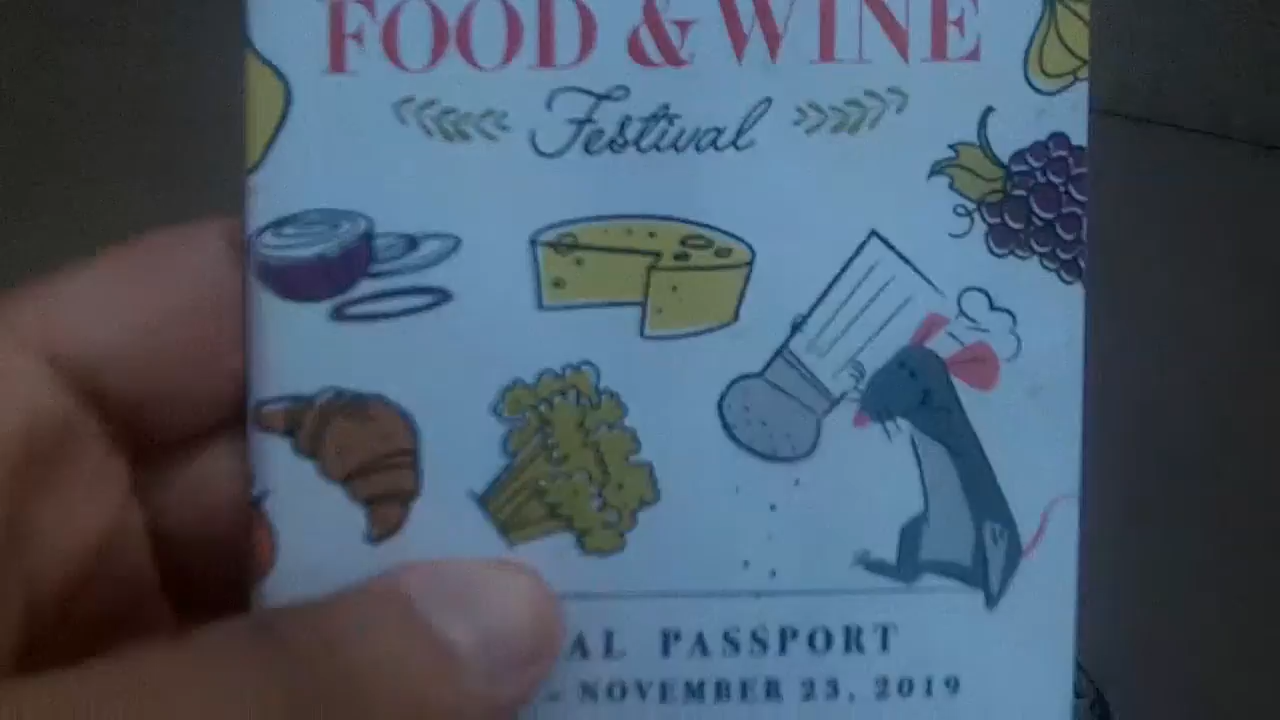 FOOD & WINE
Festival
AL PASSPORT
- NOVEMBER 23, 2019